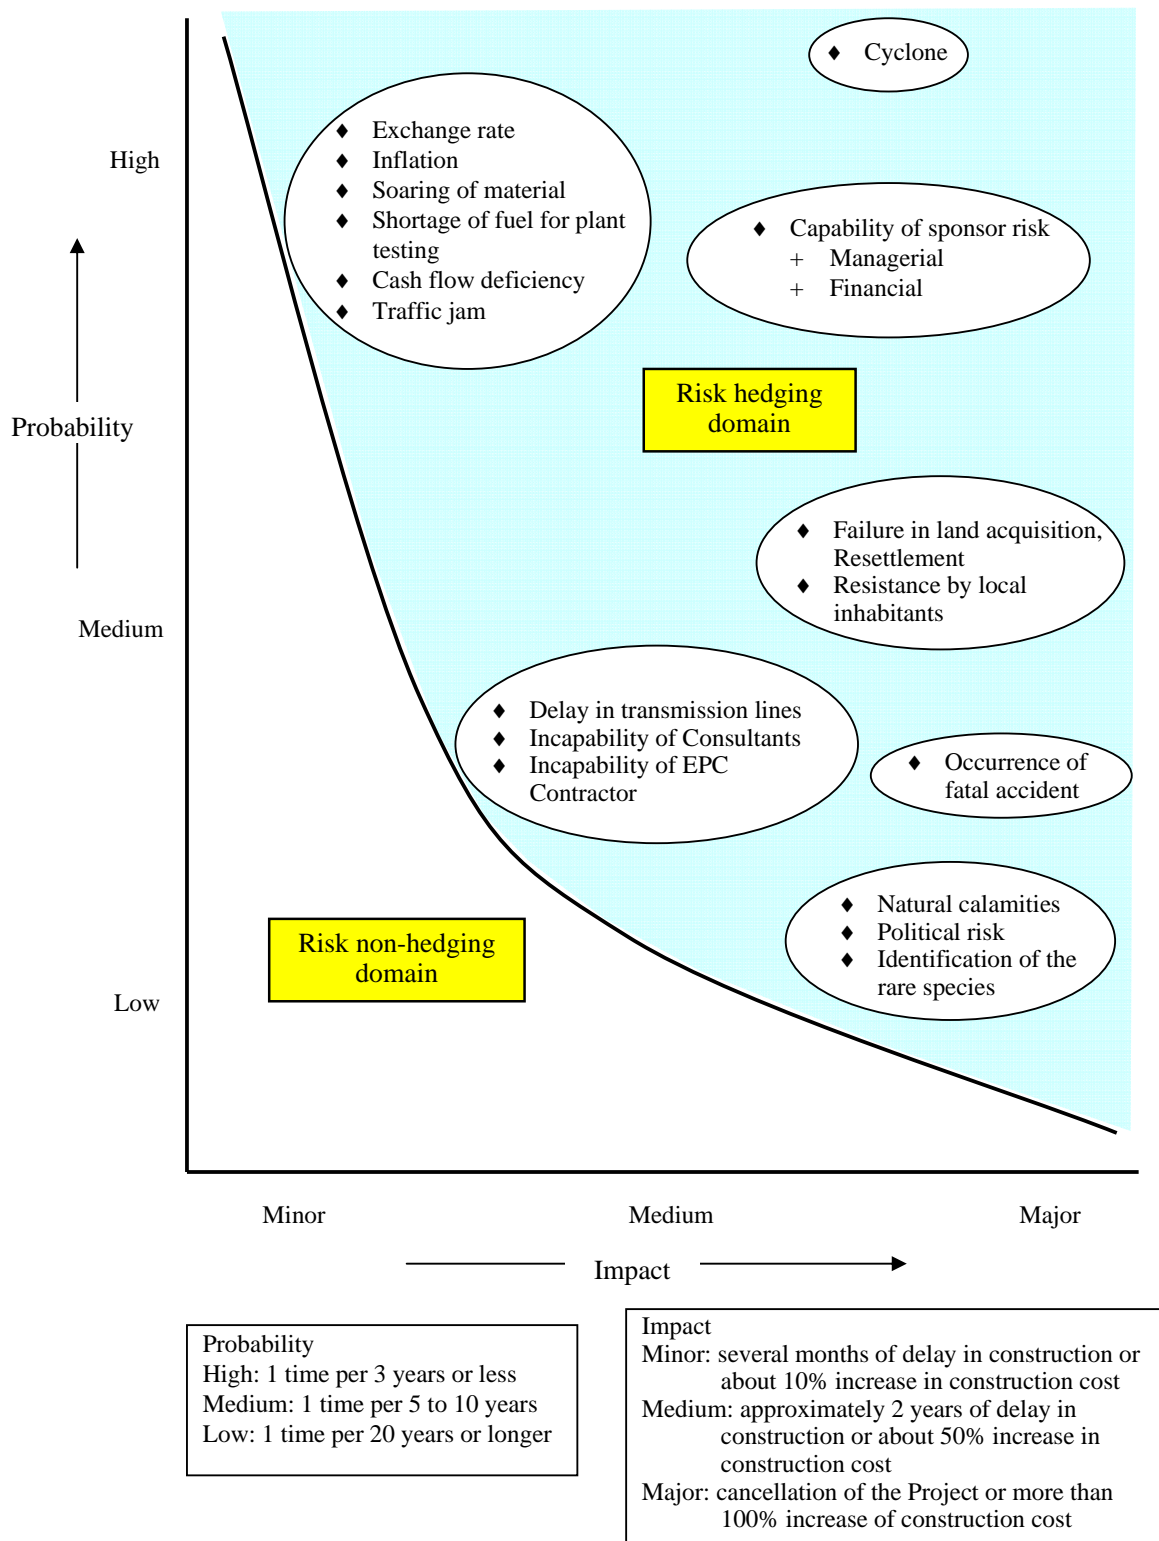 ♦ Cyclone
High
♦ Exchange rate
♦ Inflation
♦ Soaring of material
♦ Shortage of fuel for plant
testing
♦ Cash flow deficiency
♦ Traffic jam
♦ Capability of sponsor risk
+ Managerial
+ Financial
Risk hedging
domain
Probability
♦ Failure in land acquisition,
Resettlement
♦ Resistance by local
inhabitants
Medium
♦ Delay in transmission lines
♦ Incapability of Consultants
♦ Incapability of EPC
Contractor
♦ Occurrence of
fatal accident
♦ Natural calamities
♦ Political risk
♦ Identification of the
rare species
Risk non-hedging
domain
Low
Minor
Medium
Major
Impact
Probability
High: 1 time per 3 years or less
Medium: 1 time per 5 to 10 years
Low: 1 time per 20 years or longer
Impact
Minor: several months of delay in construction or
about 10% increase in construction cost
Medium: approximately 2 years of delay in
construction or about 50% increase in
construction cost
Major: cancellation of the Project or more than
100% increase of construction cost